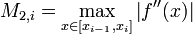 M_{2,i} = \max_{x \in [x_{i-1}, x_i]} |f''(x)|